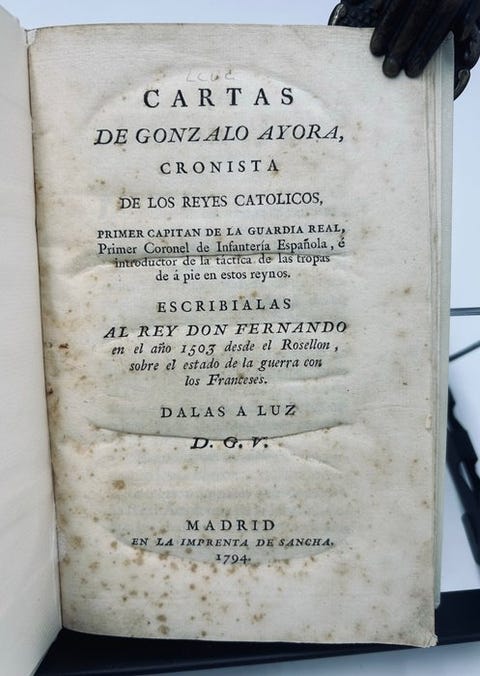 CARTAS
DE GONZALO AYORA,
CRONISTA
DE LOS REYES CATOLICOS,
PRIMER CAPITAN DE LA GUARDIA REAL,
Primer Coronel de Infantería Española, é
introductor de la táctica de las tropas
de á pie en estos reynos.
ESCRIBIALAS
AL REY DON FERNANDO
en el año 1503 desde el Rosellon,
sobre el estado de la guerra con
los Franceses.
DALAS A LUZ
D. G. V.
MADRID
EN LA IMPRENTA DE SANCHA.
1794.